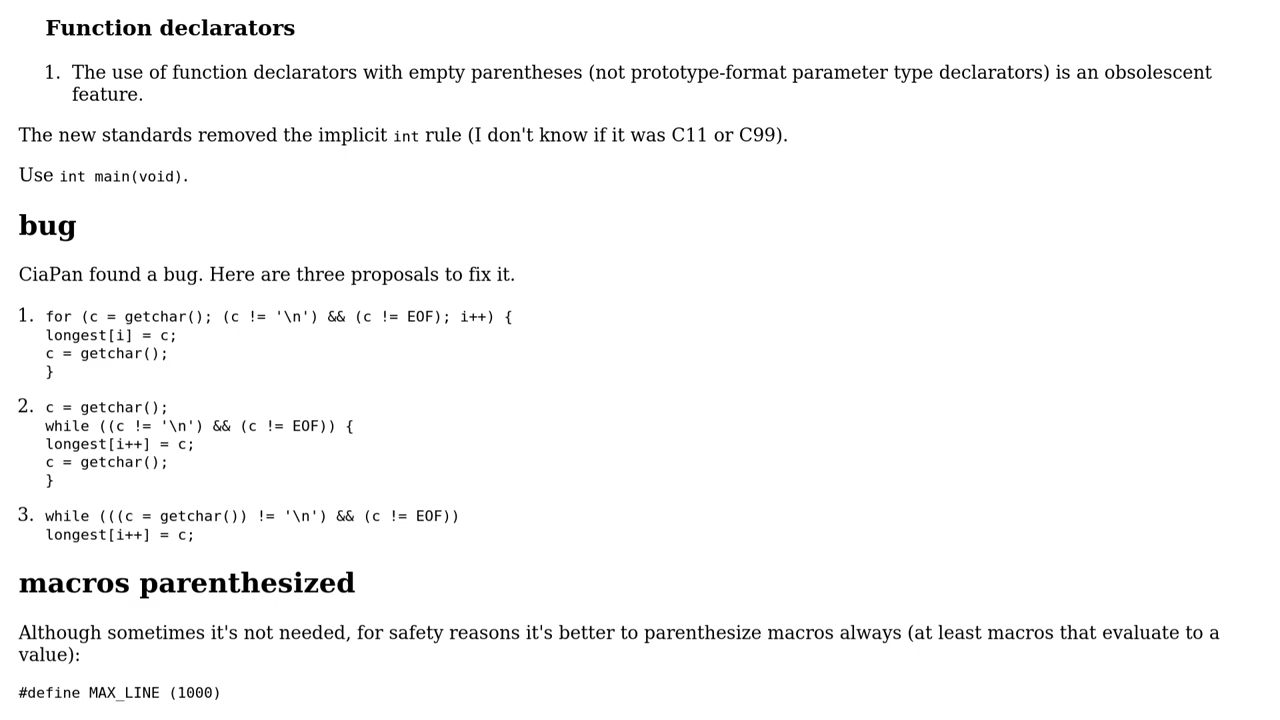 Function declarators
1. The use of function declarators with empty parentheses (not prototype-format parameter type declarators) is an obsolescent
feature.
The new standards removed the implicit int rule (I don't know if it was C11 or C99).
Use int main(void).
bug
CiaPan found a bug. Here are three proposals to fix it.
1. for (c = getchar(); (c != '\n') && (c != EOF); i++) {
longest[i] = c;
c = getchar();
}
2. c = getchar();
while ((c != '\n') && (c != EOF)) {
longest[i++] = c;
c = getchar();
}
3. while (((c = getchar()) != '\n') && (c != EOF))
longest[i++] = c;
macros parenthesized
Although sometimes it's not needed, for safety reasons it's better to parenthesize macros always (at least macros that evaluate to a
value):
#define MAX_LINE (1000)